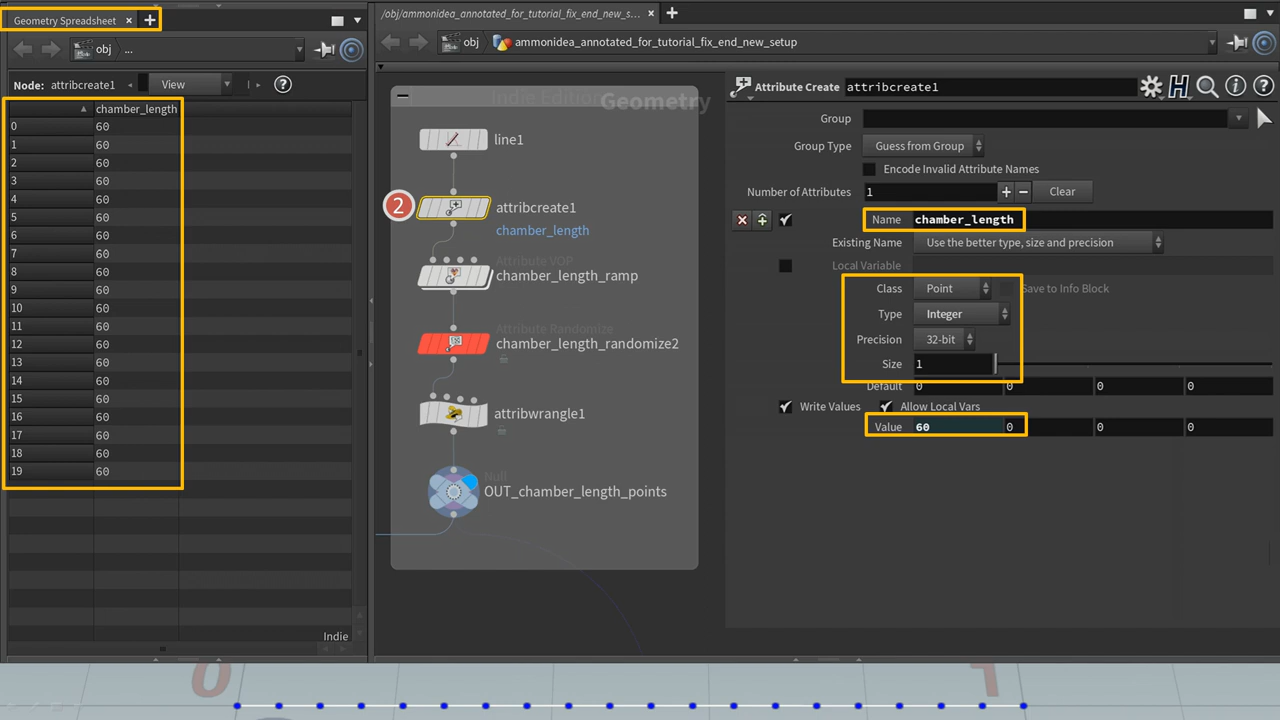 Geometry Spreadsheet
obj ...
Node: attribcreate1 View
chamber_length
0 60
1 60
2 60
3 60
4 60
5 60
6 60
7 60
8 60
9 60
10 60
11 60
12 60
13 60
14 60
15 60
16 60
17 60
18 60
19 60
Indie
/obj/ammonidea_annotated_for_tutorial_fix_end_new_s...
obj ammonidea_annotated_for_tutorial_fix_end_new_setup
Indie Edition
Geometry
line1
2
attribcreate1
chamber_length
Attribute VOP
chamber_length_ramp
Attribute Randomize
chamber_length_randomize2
attribwrangle1
Null
OUT_chamber_length_points
Attribute Create attribcreate1
Group
Group Type Guess from Group
Encode Invalid Attribute Names
Number of Attributes 1 Clear
Name chamber_length
Existing Name Use the better type, size and precision
Local Variable
Class Point Save to Info Block
Type Integer
Precision 32-bit
Size 1
Default 0 0 0 0
Write Values Allow Local Vars
Value 60 0 0 0
0 1